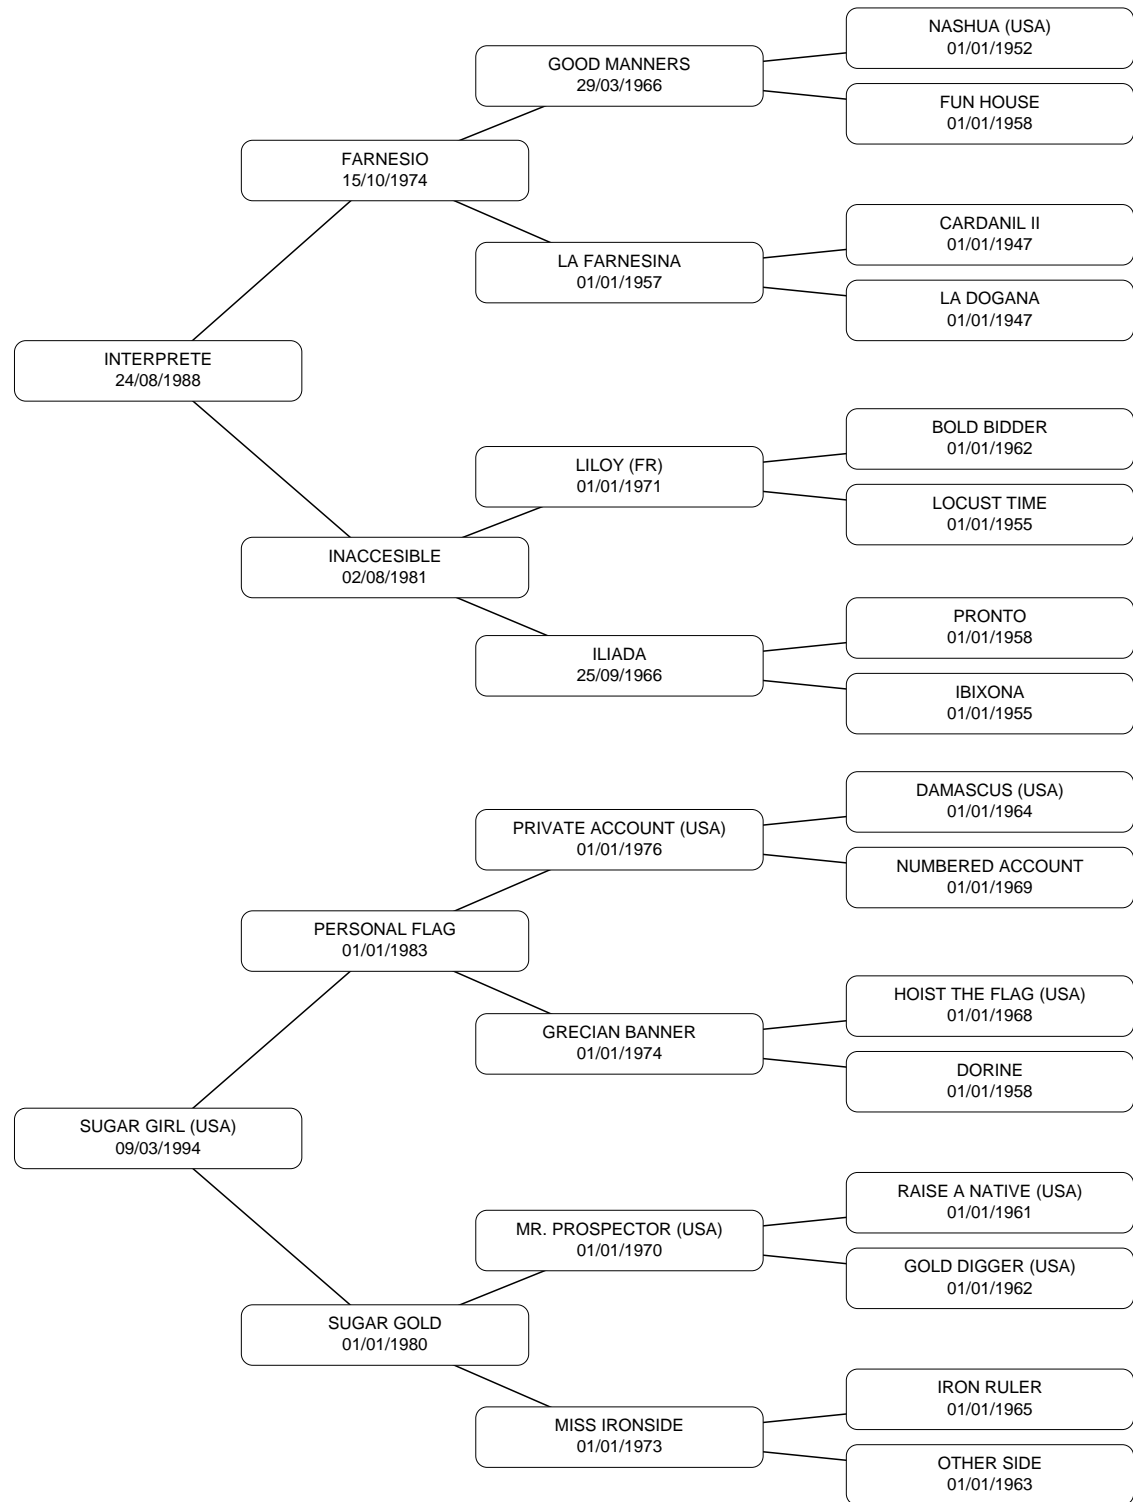 NASHUA (USA)
01/01/1952
GOOD MANNERS
29/03/1966
FUN HOUSE
01/01/1958
FARNESIO
15/10/1974
CARDANIL II
01/01/1947
LA FARNESINA
01/01/1957
LA DOGANA
01/01/1947
INTERPRETE
24/08/1988
BOLD BIDDER
01/01/1962
LILOY (FR)
01/01/1971
LOCUST TIME
01/01/1955
INACCESIBLE
02/08/1981
PRONTO
01/01/1958
ILIADA
25/09/1966
IBIXONA
01/01/1955
DAMASCUS (USA)
01/01/1964
PRIVATE ACCOUNT (USA)
01/01/1976
NUMBERED ACCOUNT
01/01/1969
PERSONAL FLAG
01/01/1983
HOIST THE FLAG (USA)
01/01/1968
GRECIAN BANNER
01/01/1974
DORINE
01/01/1958
SUGAR GIRL (USA)
09/03/1994
RAISE A NATIVE (USA)
01/01/1961
MR. PROSPECTOR (USA)
01/01/1970
GOLD DIGGER (USA)
01/01/1962
SUGAR GOLD
01/01/1980
IRON RULER
01/01/1965
MISS IRONSIDE
01/01/1973
OTHER SIDE
01/01/1963